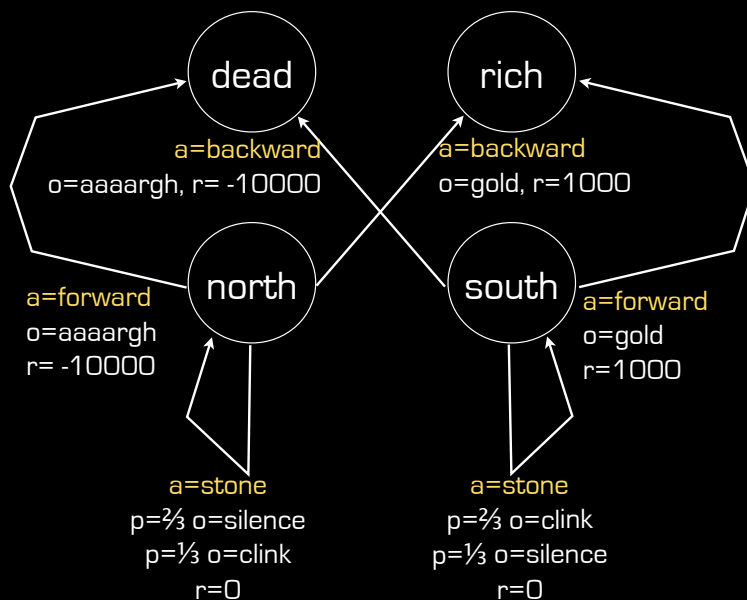 dead
rich
a=backward
o=aaaargh, r= -10000
a=backward
o=gold, r=1000
north
south
a=forward
o=aaaargh
r= -10000
a=forward
o=gold
r=1000
a=stone
p=⅔ o=silence
p=⅓ o=clink
r=0
a=stone
p=⅔ o=clink
p=⅓ o=silence
r=0